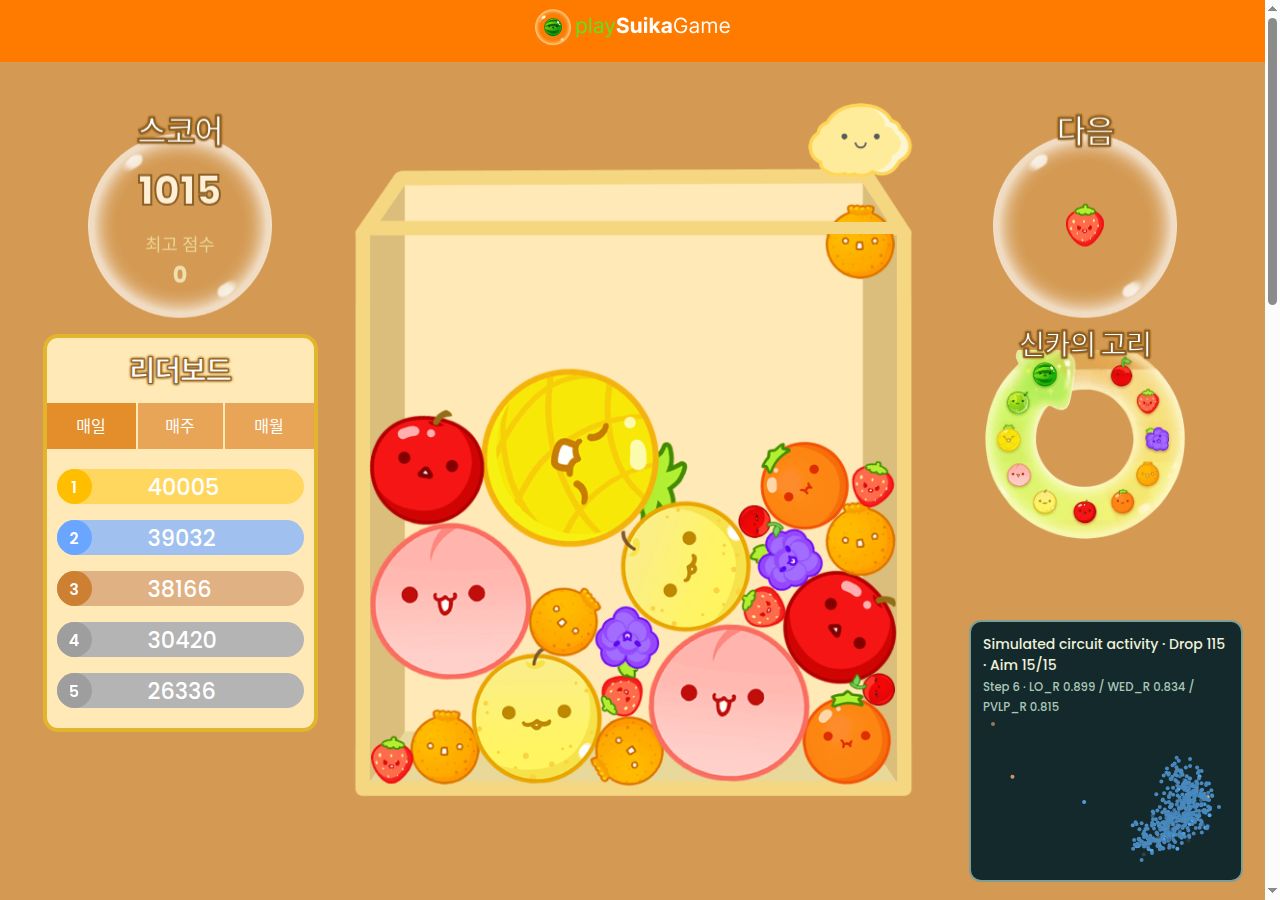 playSuikaGame
스코어
1015
최고 점수
0
리더보드
매일
매주
매월
1 40005
2 39032
3 38166
4 30420
5 26336
다음
신카의 고리
Simulated circuit activity · Drop 115
· Aim 15/15
Step 6 · LO_R 0.899 / WED_R 0.834 /
PVLP_R 0.815